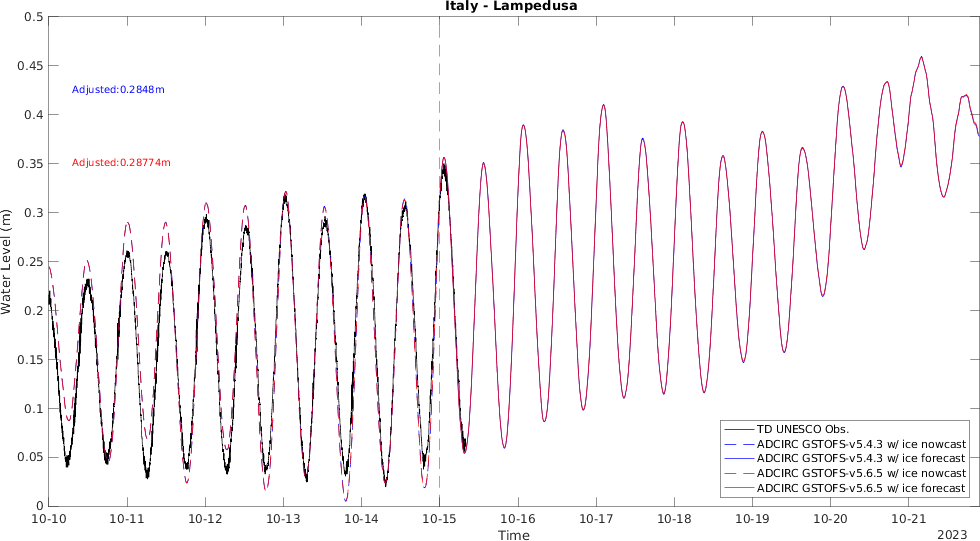 Italy - Lampedusa
0.5
0.45
0.4
0.35
0.3
0.25
0.2
0.15
0.1
0.05
0
Water Level (m)
Adjusted:0.2848m
Adjusted:0.28774m
TD UNESCO Obs.
ADCIRC GSTOFS-v5.4.3 w/ ice nowcast
ADCIRC GSTOFS-v5.4.3 w/ ice forecast
ADCIRC GSTOFS-v5.6.5 w/ ice nowcast
ADCIRC GSTOFS-v5.6.5 w/ ice forecast
10-10 10-11 10-12 10-13 10-14 10-15 10-16 10-17 10-18 10-19 10-20 10-21
Time
2023